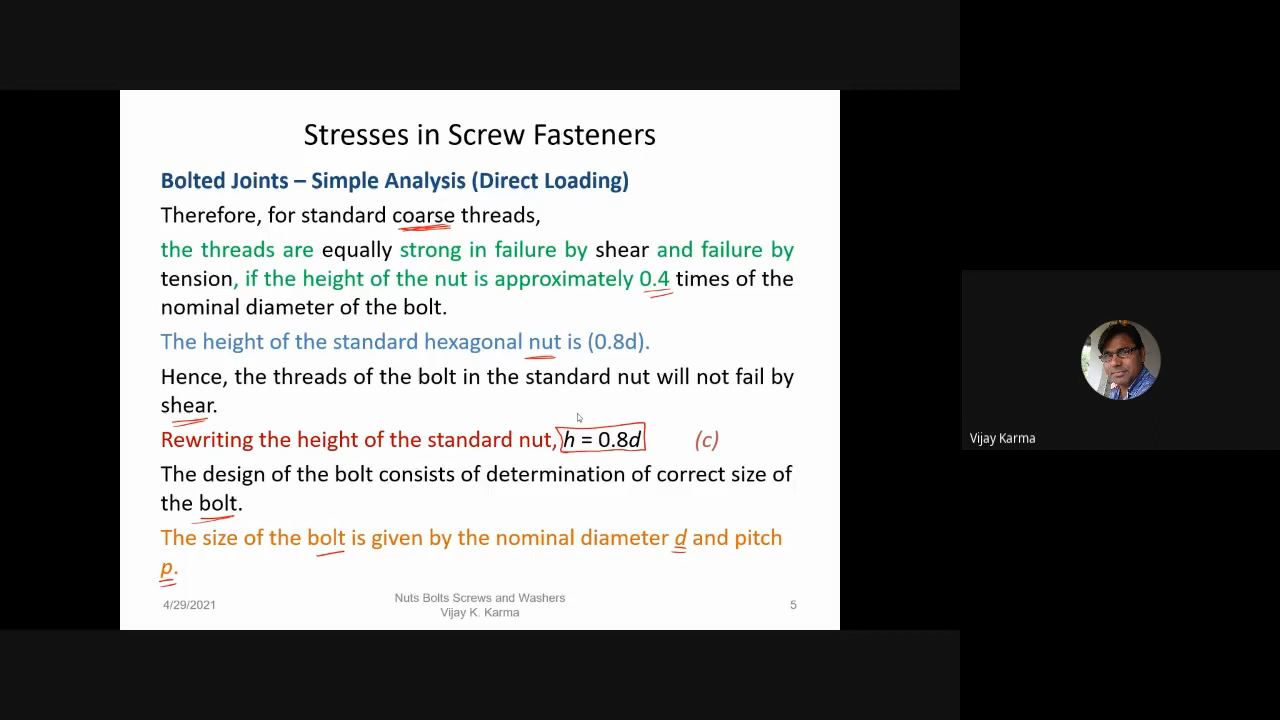 Stresses in Screw Fasteners
Bolted Joints – Simple Analysis (Direct Loading)
Therefore, for standard coarse threads,
the threads are equally strong in failure by shear and failure by
tension, if the height of the nut is approximately 0.4 times of the
nominal diameter of the bolt.
The height of the standard hexagonal nut is (0.8d).
Hence, the threads of the bolt in the standard nut will not fail by
shear.
Rewriting the height of the standard nut, h = 0.8d (c)
The design of the bolt consists of determination of correct size of
the bolt.
The size of the bolt is given by the nominal diameter d and pitch
p.
4/29/2021
Nuts Bolts Screws and Washers
Vijay K. Karma
5
Vijay Karma